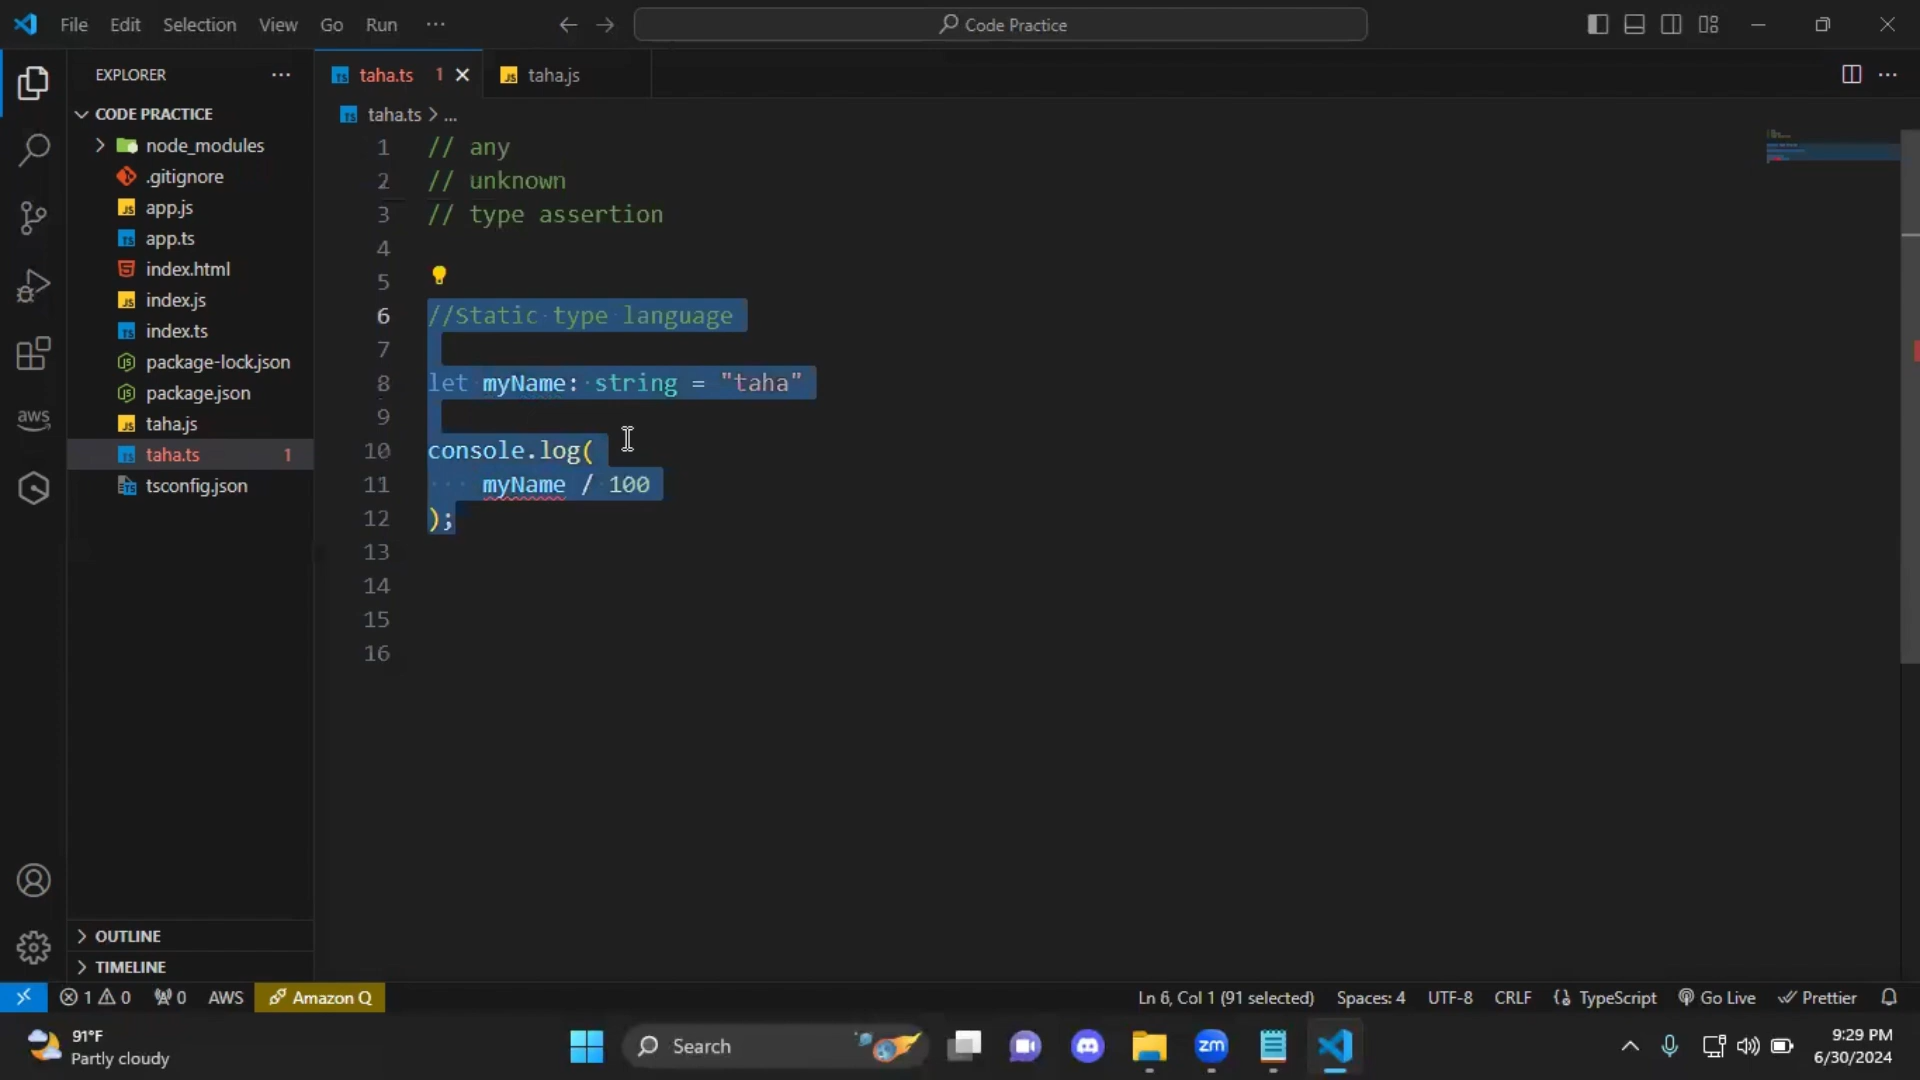 File Edit Selection View Go Run ··· Code Practice
EXPLORER ···
taha.ts 1
taha.js
CODE PRACTICE
node_modules
.gitignore
app.js
app.ts
index.html
index.js
index.ts
package-lock.json
package.json
taha.js
taha.ts 1
tsconfig.json
OUTLINE
TIMELINE
aws
taha.ts > ...
1 // any
2 // unknown
3 // type assertion
4
5
6 //Static type language
7
8 let myName: string = "taha"
9
10 console.log(
11 myName / 100
12 );
13
14
15
16
1 0 0 AWS Amazon Q Ln 6, Col 1 (91 selected) Spaces: 4 UTF-8 CRLF {} TypeScript Go Live Prettier
91°F
Partly cloudy
Search
zm
9:29 PM
6/30/2024